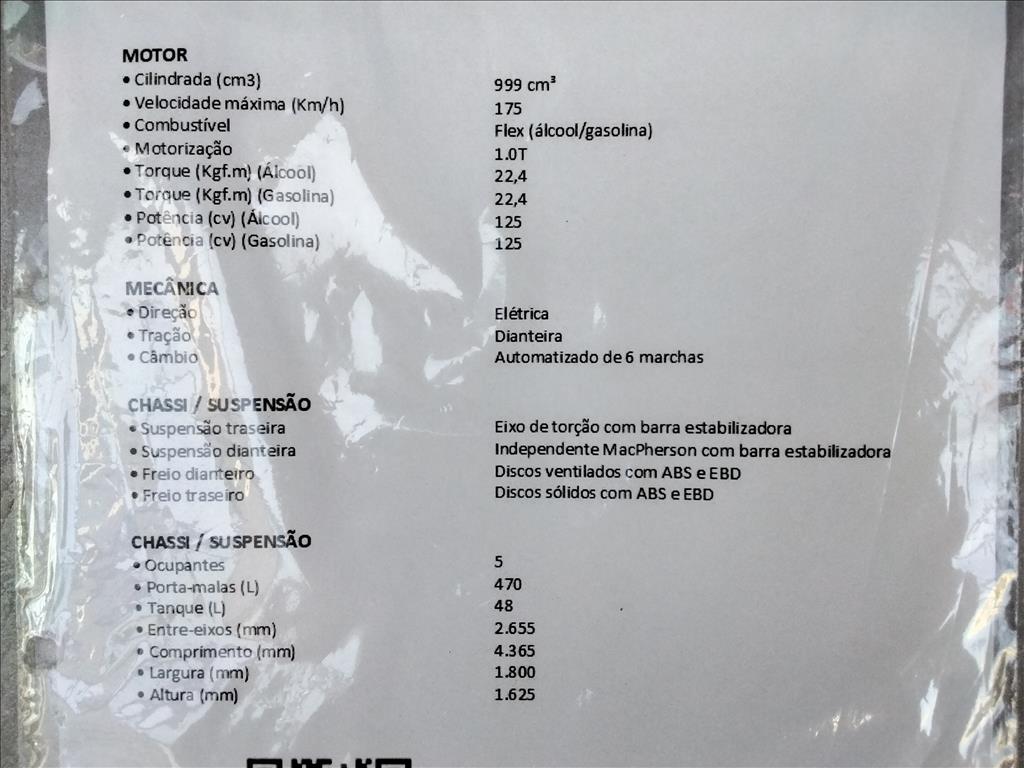 MOTOR
• Cilindrada (cm3) 999 cm³
• Velocidade máxima (Km/h) 175
• Combustível Flex (álcool/gasolina)
• Motorização 1.0T
• Torque (Kgf.m) (Álcool) 22,4
• Torque (Kgf.m) (Gasolina) 22,4
• Potência (cv) (Álcool) 125
• Potência (cv) (Gasolina) 125
MECÂNICA
• Direção Elétrica
• Tração Dianteira
• Câmbio Automatizado de 6 marchas
CHASSI / SUSPENSÃO
• Suspensão traseira Eixo de torção com barra estabilizadora
• Suspensão dianteira Independente MacPherson com barra estabilizadora
• Freio dianteiro Discos ventilados com ABS e EBD
• Freio traseiro Discos sólidos com ABS e EBD
CHASSI / SUSPENSÃO
• Ocupantes 5
• Porta-malas (L) 470
• Tanque (L) 48
• Entre-eixos (mm) 2.655
• Comprimento (mm) 4.365
• Largura (mm) 1.800
• Altura (mm) 1.625